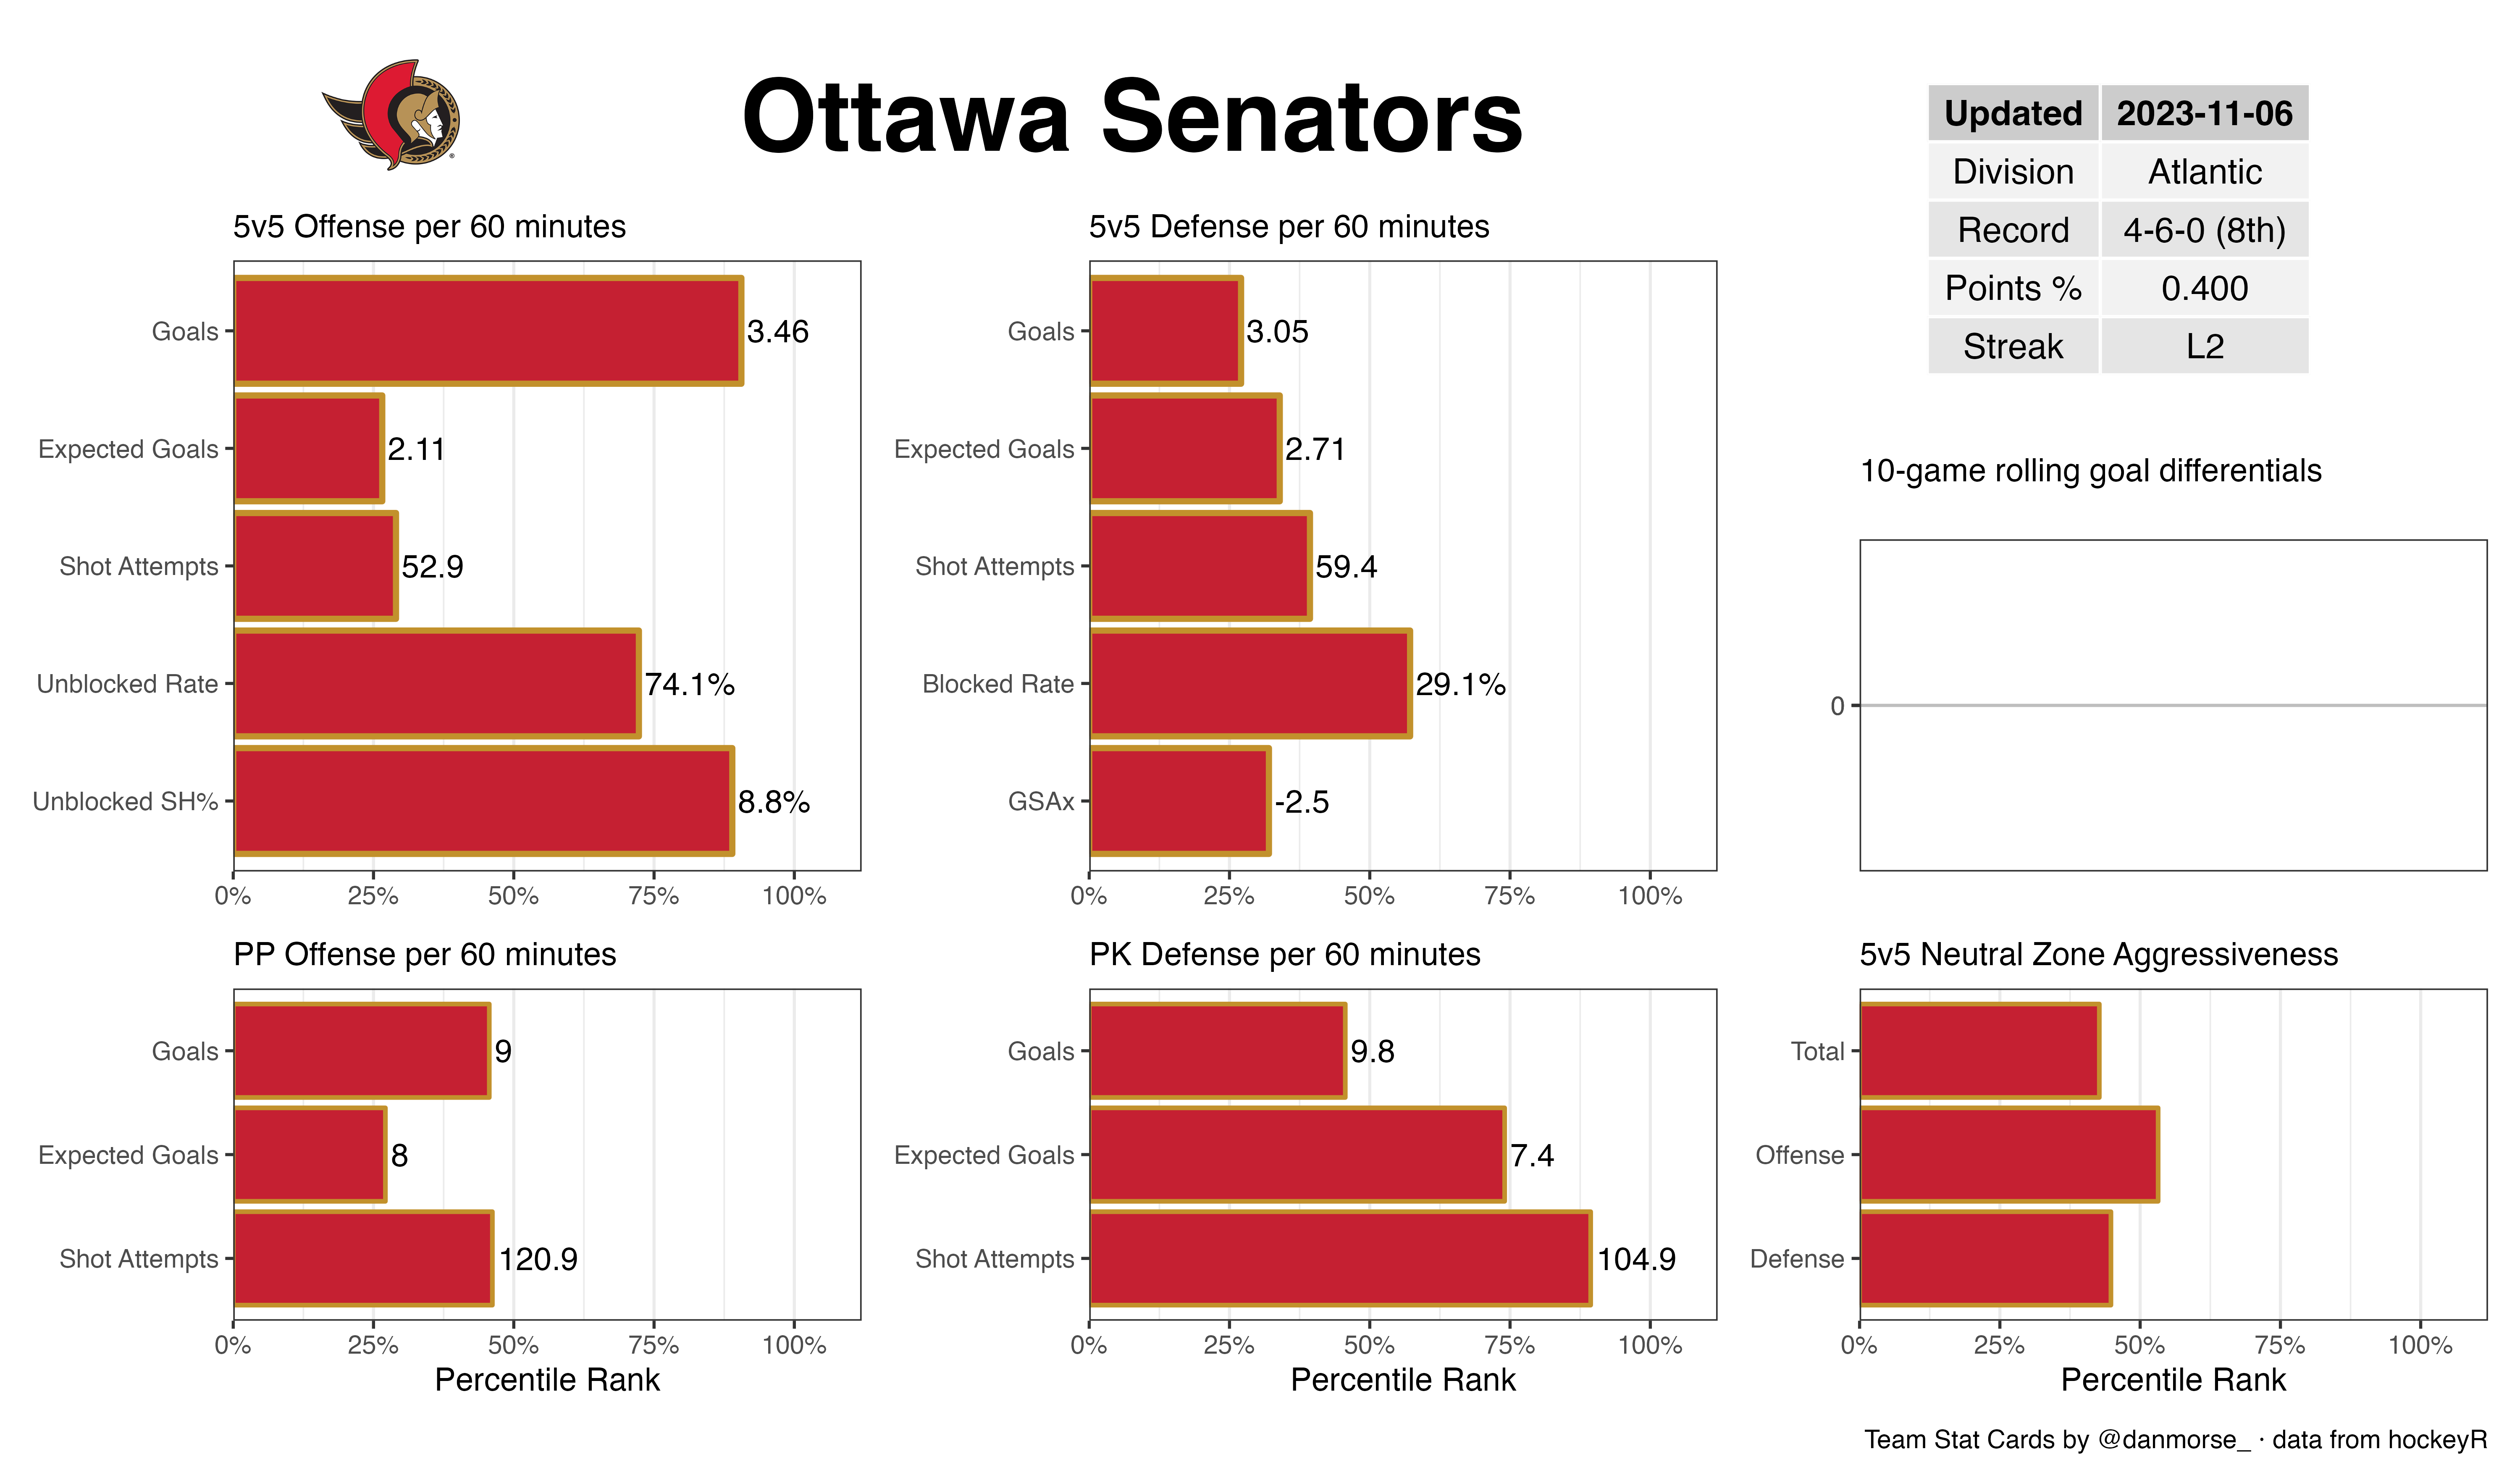 Ottawa Senators
Updated 2023-11-06
Division Atlantic
Record 4-6-0 (8th)
Points % 0.400
Streak L2
5v5 Offense per 60 minutes
Goals 3.46
Expected Goals 2.11
Shot Attempts 52.9
Unblocked Rate 74.1%
Unblocked SH% 8.8%
0% 25% 50% 75% 100%
5v5 Defense per 60 minutes
Goals 3.05
Expected Goals 2.71
Shot Attempts 59.4
Blocked Rate 29.1%
GSAx -2.5
0% 25% 50% 75% 100%
10-game rolling goal differentials
0
PP Offense per 60 minutes
Goals 9
Expected Goals 8
Shot Attempts 120.9
0% 25% 50% 75% 100%
Percentile Rank
PK Defense per 60 minutes
Goals 9.8
Expected Goals 7.4
Shot Attempts 104.9
0% 25% 50% 75% 100%
Percentile Rank
5v5 Neutral Zone Aggressiveness
Total
Offense
Defense
0% 25% 50% 75% 100%
Percentile Rank
Team Stat Cards by @danmorse_ · data from hockeyR